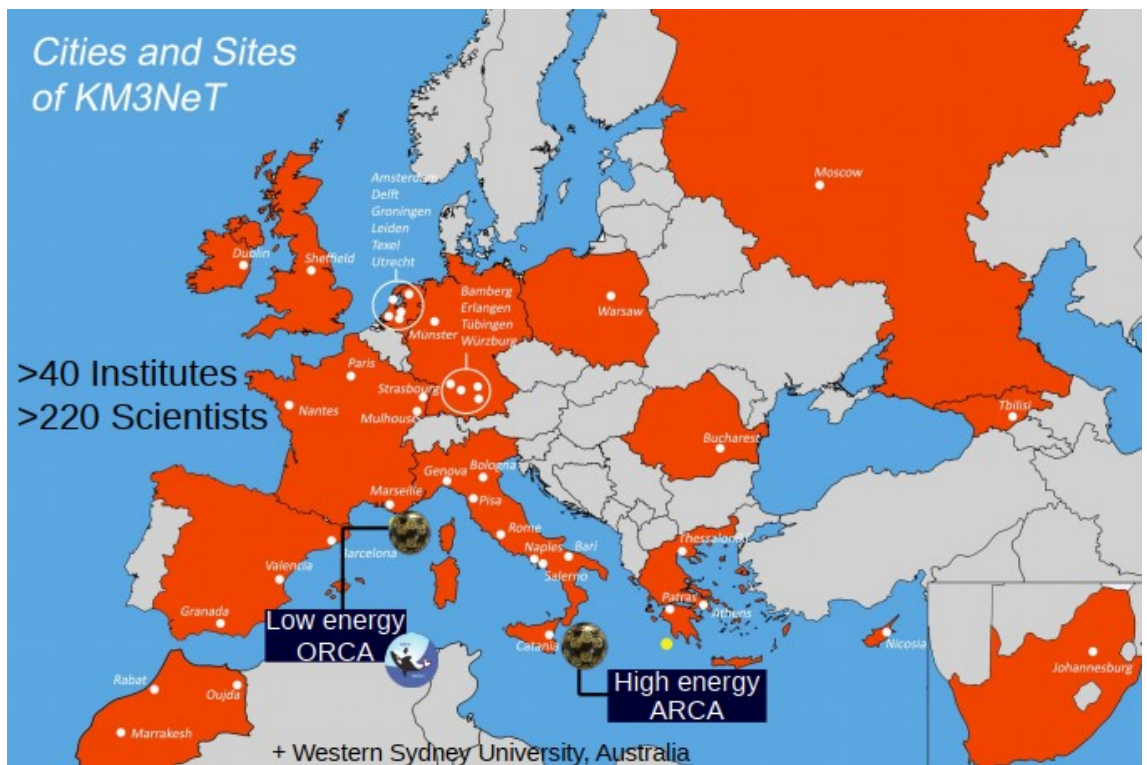 Cities and Sites
of KM3NeT
Moscow
Amsterdam
Delft
Groningen
Leiden
Texel
Utrecht
Dublin
Sheffield
Bamberg
Erlangen
Tübingen
Würzburg
Münster
Warsaw
>40 Institutes
>220 Scientists
Paris
Strasbourg
Nantes
Mulhouse
Tbilisi
Bucharest
Genova
Bologna
Marseille
Pisa
Rome
Thessaloniki
Naples
Bari
Salerno
Barcelona
Valencia
Granada
Patras
Athens
Low energy
ORCA
Catania
Nicosia
Johannesburg
High energy
ARCA
Rabat
Oujda
Marrakesh
+ Western Sydney University, Australia